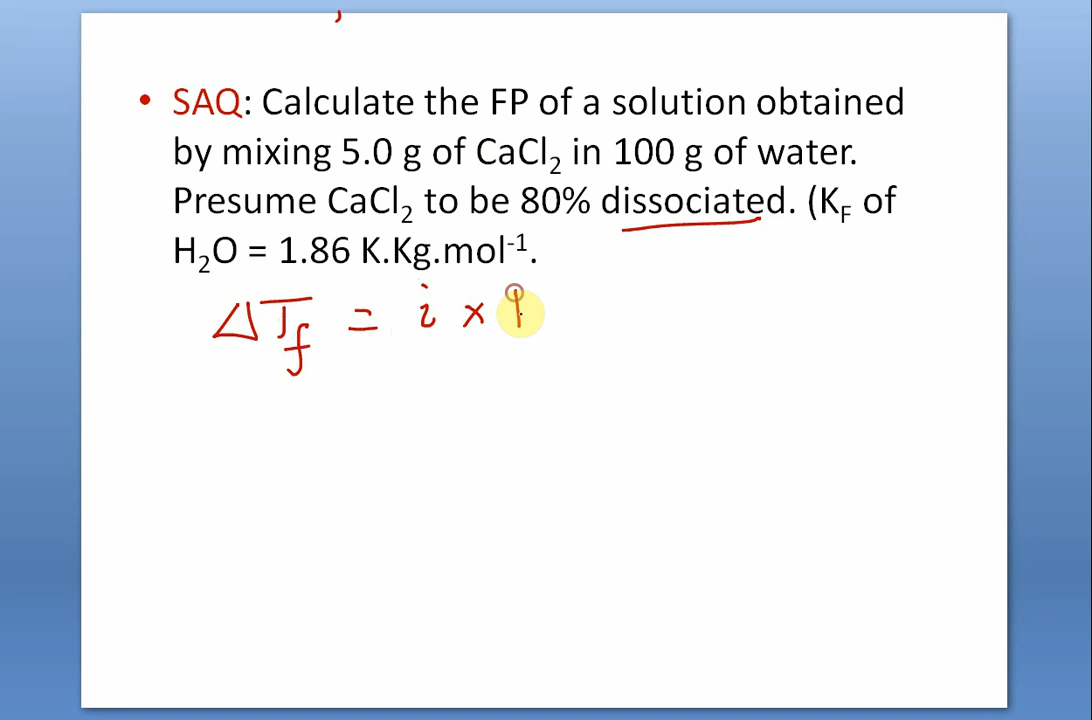 • SAQ: Calculate the FP of a solution obtained
by mixing 5.0 g of CaCl₂ in 100 g of water.
Presume CaCl₂ to be 80% dissociated. (K_F of
H₂O = 1.86 K.Kg.mol⁻¹.
ΔT_f = i ×